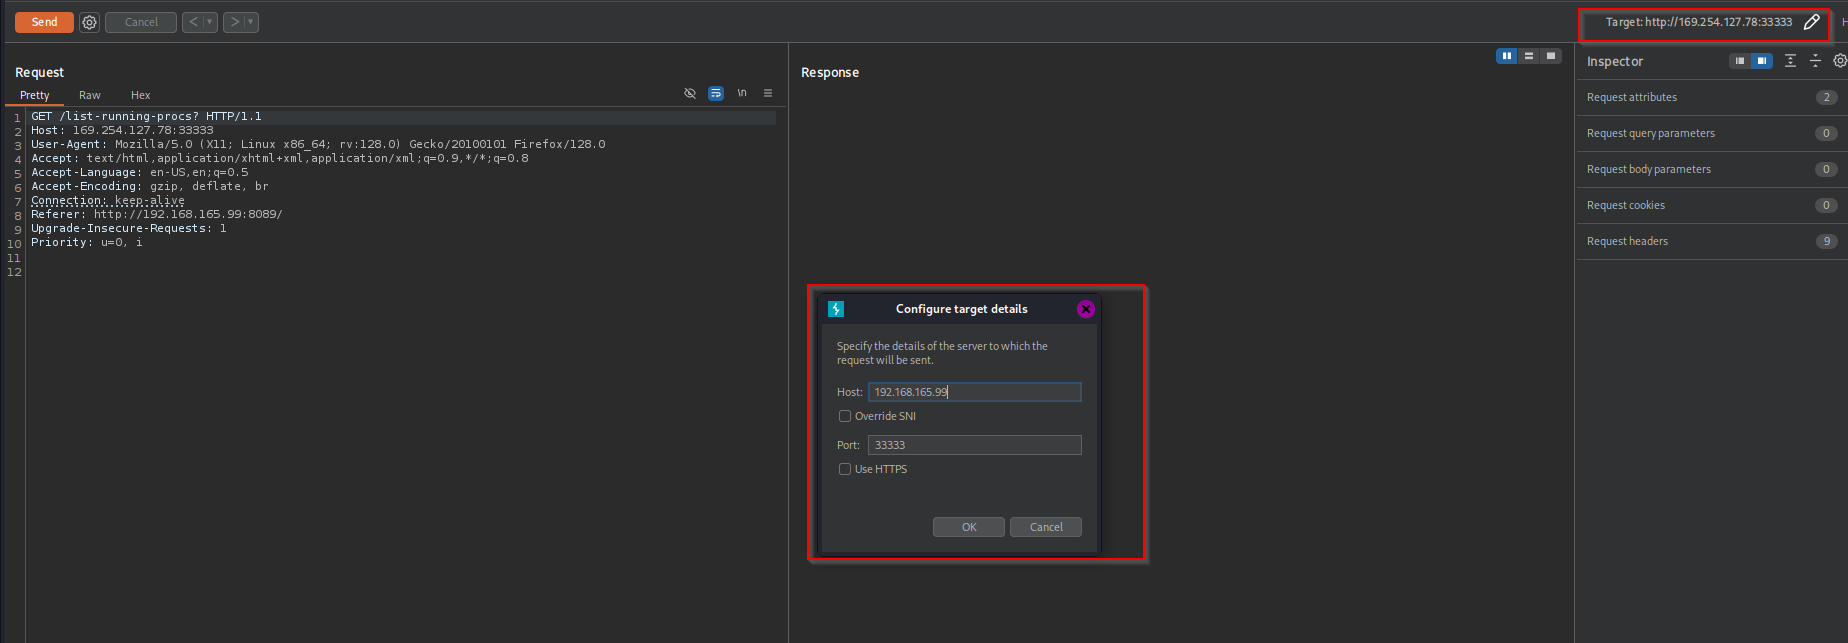 Send
Cancel
<
>
Target: http://169.254.127.78:33333
H
Request
Response
Inspector
Pretty
Raw
Hex
\n
Request attributes
2
Request query parameters
0
Request body parameters
0
Request cookies
0
Request headers
9
1 GET /list-running-procs? HTTP/1.1
2 Host: 169.254.127.78:33333
3 User-Agent: Mozilla/5.0 (X11; Linux x86_64; rv:128.0) Gecko/20100101 Firefox/128.0
4 Accept: text/html,application/xhtml+xml,application/xml;q=0.9,*/*;q=0.8
5 Accept-Language: en-US,en;q=0.5
6 Accept-Encoding: gzip, deflate, br
7 Connection: keep-alive
8 Referer: http://192.168.165.99:8089/
9 Upgrade-Insecure-Requests: 1
10 Priority: u=0, i
11
12
Configure target details
Specify the details of the server to which the
request will be sent.
Host: 192.168.165.99
Override SNI
Port: 33333
Use HTTPS
OK
Cancel